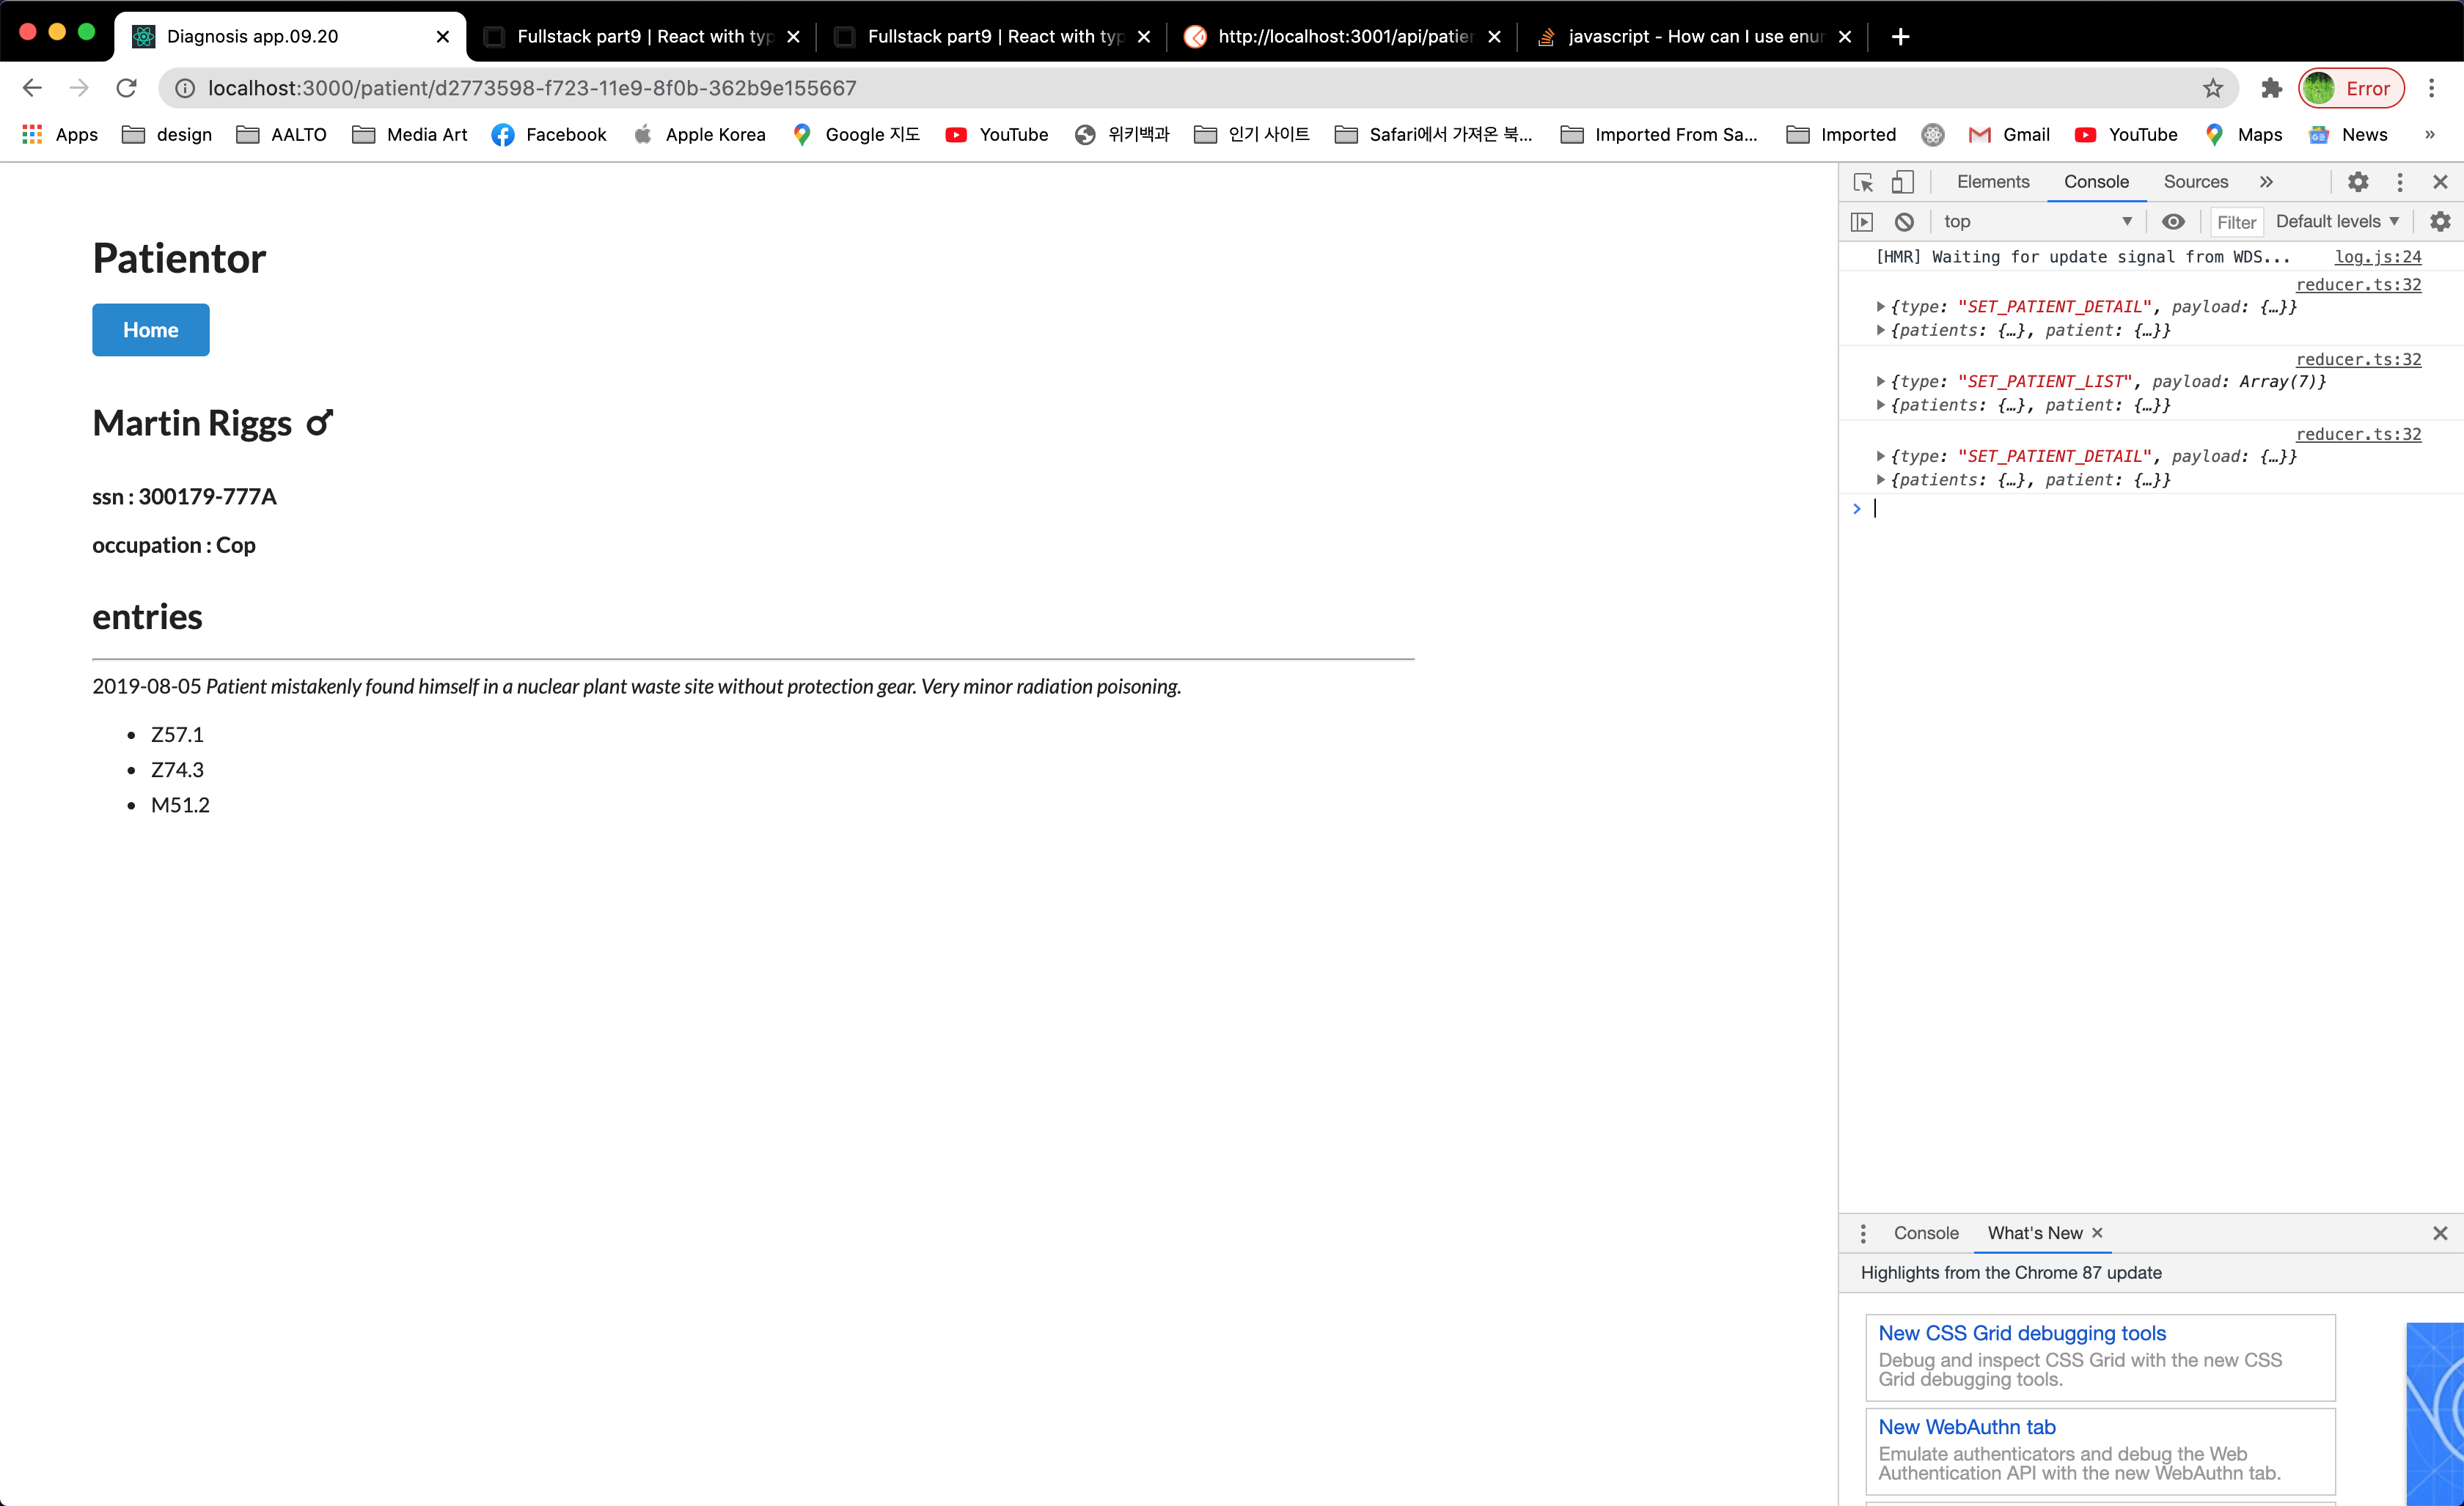 Diagnosis app.09.20
Fullstack part9 | React with typ
Fullstack part9 | React with typ
http://localhost:3001/api/patier
javascript - How can I use enur
localhost:3000/patient/d2773598-f723-11e9-8f0b-362b9e155667
Error
Apps design AALTO Media Art Facebook Apple Korea Google 지도 YouTube 위키백과 인기 사이트 Safari에서 가져온 북... Imported From Sa... Imported Gmail YouTube Maps News »
Patientor
Home
Martin Riggs
ssn : 300179-777A
occupation : Cop
entries
2019-08-05 Patient mistakenly found himself in a nuclear plant waste site without protection gear. Very minor radiation poisoning.
Z57.1
Z74.3
M51.2
Elements Console Sources »
top Filter Default levels
[HMR] Waiting for update signal from WDS... log.js:24
reducer.ts:32
{type: "SET_PATIENT_DETAIL", payload: {…}}
{patients: {…}, patient: {…}}
reducer.ts:32
{type: "SET_PATIENT_LIST", payload: Array(7)}
{patients: {…}, patient: {…}}
reducer.ts:32
{type: "SET_PATIENT_DETAIL", payload: {…}}
{patients: {…}, patient: {…}}
Console What's New
Highlights from the Chrome 87 update
New CSS Grid debugging tools
Debug and inspect CSS Grid with the new CSS
Grid debugging tools.
New WebAuthn tab
Emulate authenticators and debug the Web
Authentication API with the new WebAuthn tab.